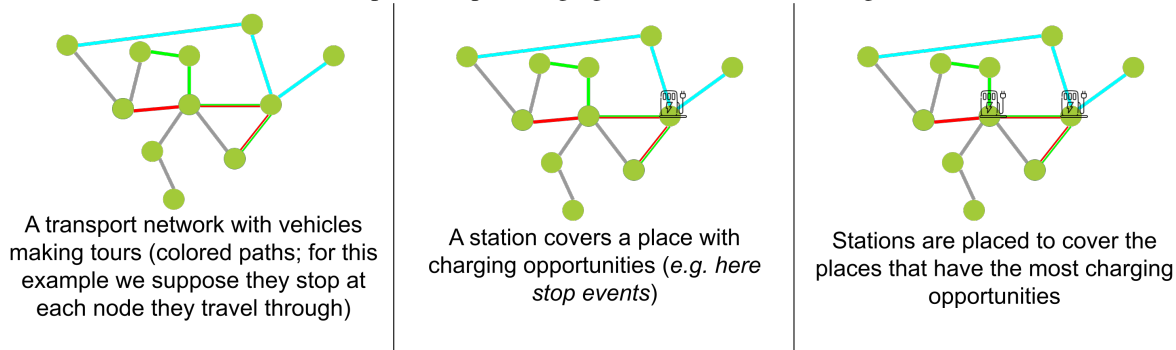 A transport network with vehicles
making tours (colored paths; for this
example we suppose they stop at
each node they travel through)
A station covers a place with
charging opportunities (e.g. here
stop events)
Stations are placed to cover the
places that have the most charging
opportunities